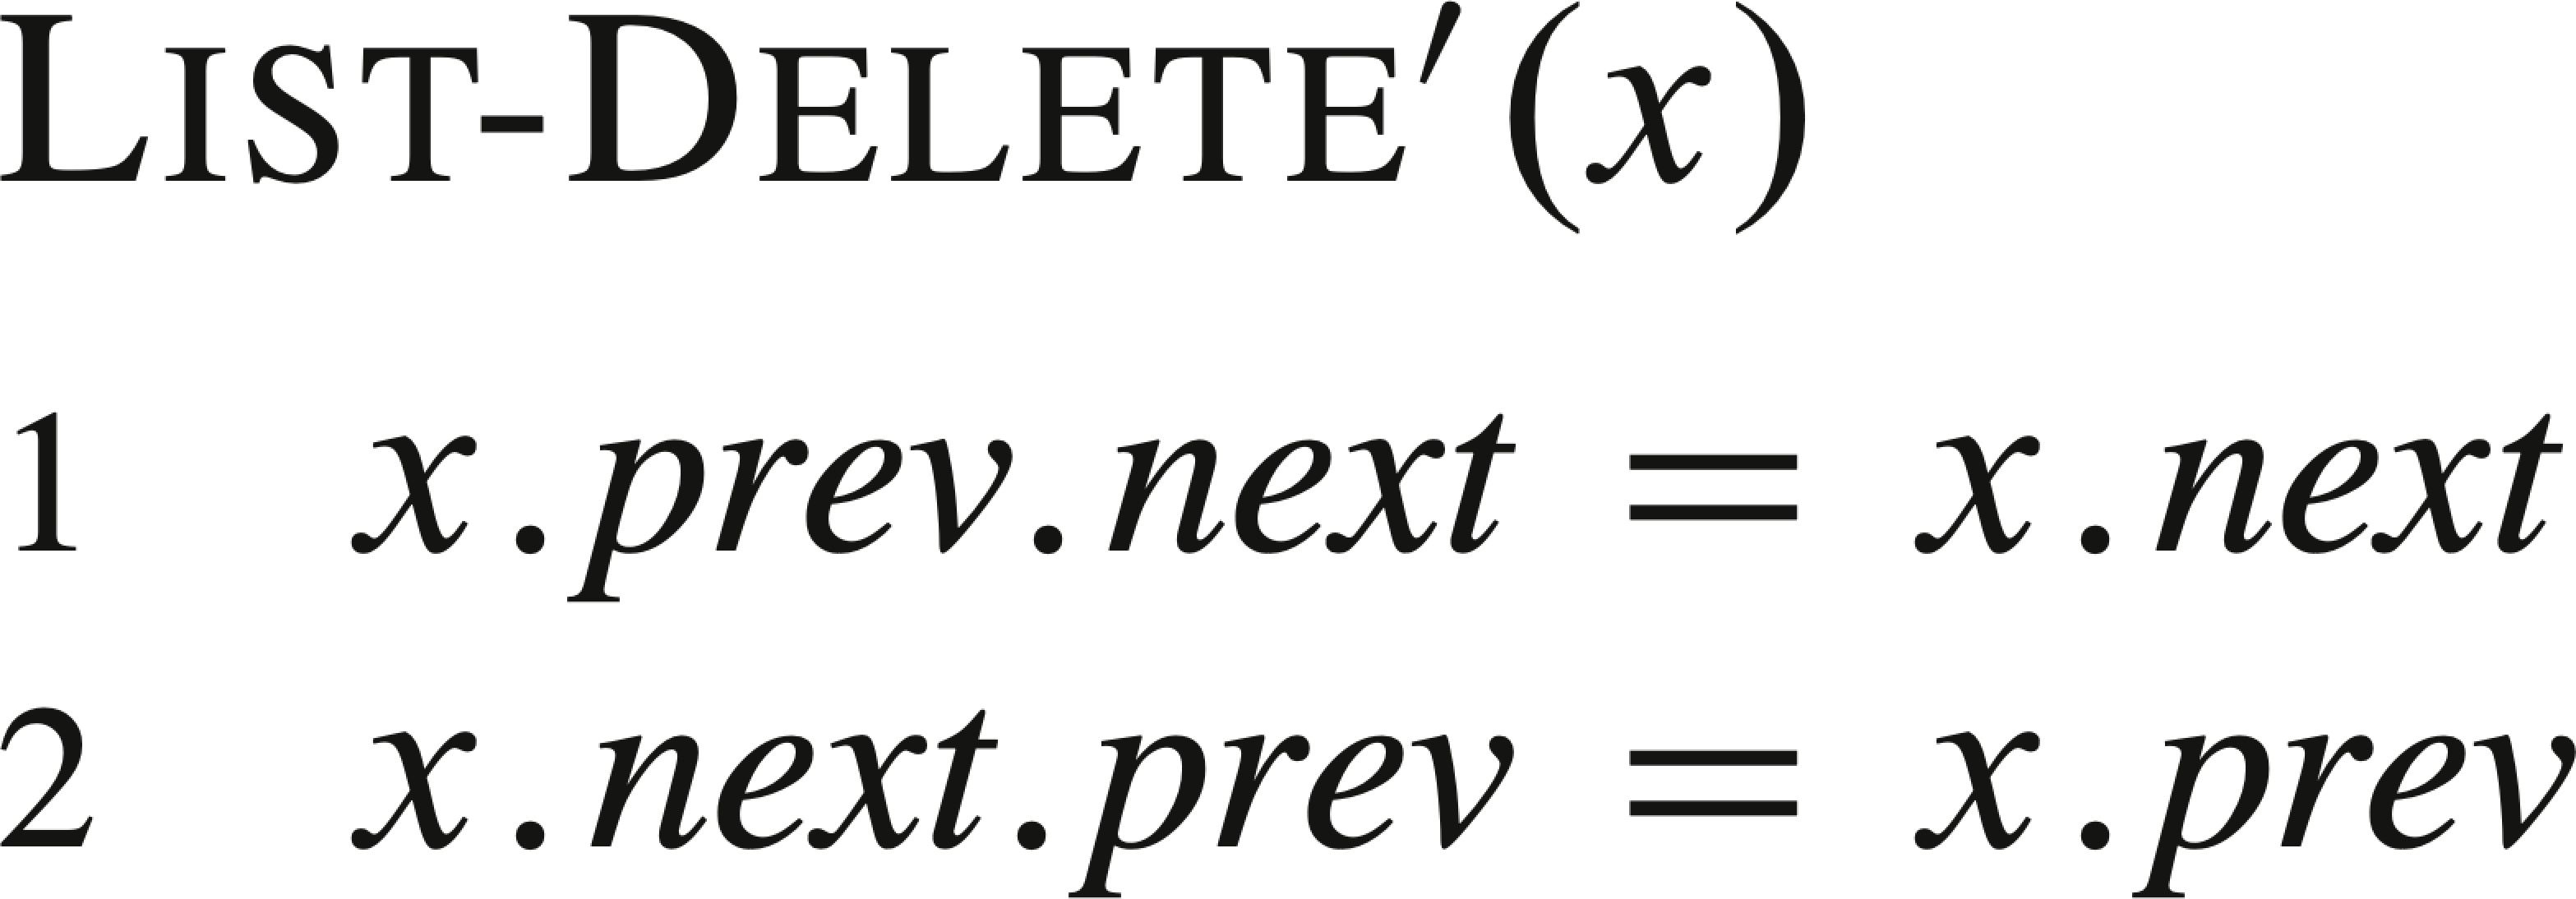 LIST-DELETE′(x)
1 x.prev.next = x.next
2 x.next.prev = x.prev